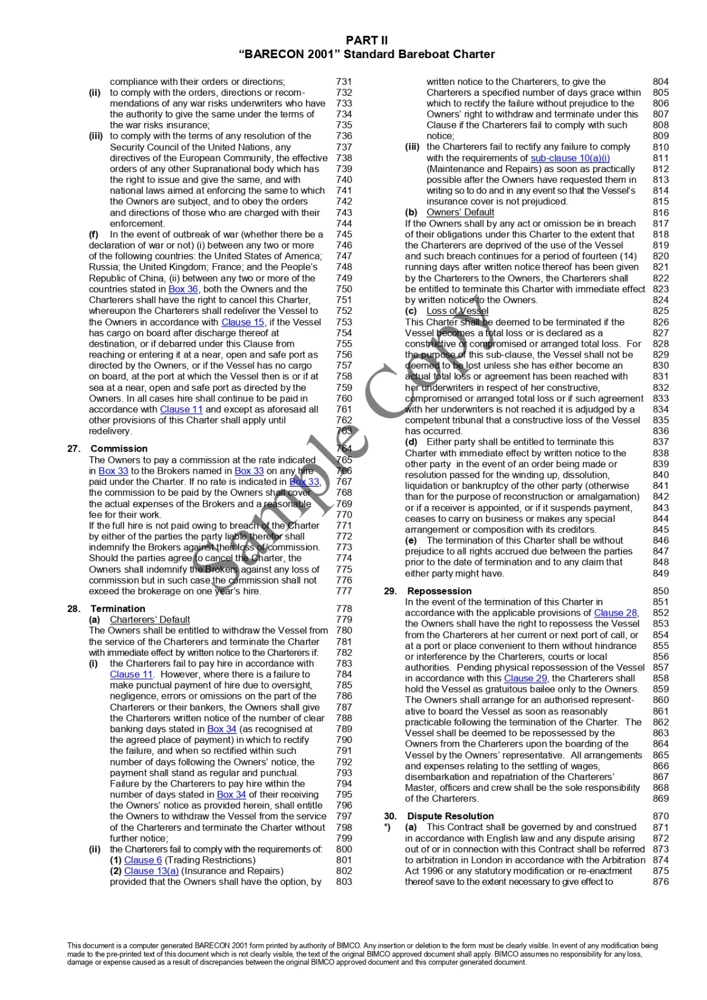 PART II
“BARECON 2001” Standard Bareboat Charter
compliance with their orders or directions; 731
(ii) to comply with the orders, directions or recom- 732
mendations of any war risks underwriters who have 733
the authority to give the same under the terms of 734
the war risks insurance; 735
(iii) to comply with the terms of any resolution of the 736
Security Council of the United Nations, any 737
directives of the European Community, the effective 738
orders of any other Supranational body which has 739
the right to issue and give the same, and with 740
national laws aimed at enforcing the same to which 741
the Owners are subject, and to obey the orders 742
and directions of those who are charged with their 743
enforcement. 744
(f) In the event of outbreak of war (whether there be a 745
declaration of war or not) (i) between any two or more 746
of the following countries: the United States of America; 747
Russia; the United Kingdom; France; and the People’s 748
Republic of China, (ii) between any two or more of the 749
countries stated in Box 36, both the Owners and the 750
Charterers shall have the right to cancel this Charter, 751
whereupon the Charterers shall redeliver the Vessel to 752
the Owners in accordance with Clause 15, if the Vessel 753
has cargo on board after discharge thereof at 754
destination, or if debarred under this Clause from 755
reaching or entering it at a near, open and safe port as 756
directed by the Owners, or if the Vessel has no cargo 757
on board, at the port at which the Vessel then is or if at 758
sea at a near, open and safe port as directed by the 759
Owners. In all cases hire shall continue to be paid in 760
accordance with Clause 11 and except as aforesaid all 761
other provisions of this Charter shall apply until 762
redelivery. 763
27. Commission 764
The Owners to pay a commission at the rate indicated 765
in Box 33 to the Brokers named in Box 33 on any hire 766
paid under the Charter. If no rate is indicated in Box 33, 767
the commission to be paid by the Owners shall cover 768
the actual expenses of the Brokers and a reasonable 769
fee for their work. 770
If the full hire is not paid owing to breach of the Charter 771
by either of the parties the party liable therefor shall 772
indemnify the Brokers against their loss of commission. 773
Should the parties agree to cancel the Charter, the 774
Owners shall indemnify the Brokers against any loss of 775
commission but in such case the commission shall not 776
exceed the brokerage on one year’s hire. 777
28. Termination 778
(a) Charterers’ Default 779
The Owners shall be entitled to withdraw the Vessel from 780
the service of the Charterers and terminate the Charter 781
with immediate effect by written notice to the Charterers if: 782
(i) the Charterers fail to pay hire in accordance with 783
Clause 11. However, where there is a failure to 784
make punctual payment of hire due to oversight, 785
negligence, errors or omissions on the part of the 786
Charterers or their bankers, the Owners shall give 787
the Charterers written notice of the number of clear 788
banking days stated in Box 34 (as recognised at 789
the agreed place of payment) in which to rectify 790
the failure, and when so rectified within such 791
number of days following the Owners’ notice, the 792
payment shall stand as regular and punctual. 793
Failure by the Charterers to pay hire within the 794
number of days stated in Box 34 of their receiving 795
the Owners’ notice as provided herein, shall entitle 796
the Owners to withdraw the Vessel from the service 797
of the Charterers and terminate the Charter without 798
further notice; 799
(ii) the Charterers fail to comply with the requirements of: 800
(1) Clause 6 (Trading Restrictions) 801
(2) Clause 13(a) (Insurance and Repairs) 802
provided that the Owners shall have the option, by 803
written notice to the Charterers, to give the 804
Charterers a specified number of days grace within 805
which to rectify the failure without prejudice to the 806
Owners’ right to withdraw and terminate under this 807
Clause if the Charterers fail to comply with such 808
notice; 809
(iii) the Charterers fail to rectify any failure to comply 810
with the requirements of sub-clause 10(a)(i) 811
(Maintenance and Repairs) as soon as practically 812
possible after the Owners have requested them in 813
writing so to do and in any event so that the Vessel’s 814
insurance cover is not prejudiced. 815
(b) Owners’ Default 816
If the Owners shall by any act or omission be in breach 817
of their obligations under this Charter to the extent that 818
the Charterers are deprived of the use of the Vessel 819
and such breach continues for a period of fourteen (14) 820
running days after written notice thereof has been given 821
by the Charterers to the Owners, the Charterers shall 822
be entitled to terminate this Charter with immediate effect 823
by written notice to the Owners. 824
(c) Loss of Vessel 825
This Charter shall be deemed to be terminated if the 826
Vessel becomes a total loss or is declared as a 827
constructive or compromised or arranged total loss. For 828
the purpose of this sub-clause, the Vessel shall not be 829
deemed to be lost unless she has either become an 830
actual total loss or agreement has been reached with 831
her underwriters in respect of her constructive, 832
compromised or arranged total loss or if such agreement 833
with her underwriters is not reached it is adjudged by a 834
competent tribunal that a constructive loss of the Vessel 835
has occurred. 836
(d) Either party shall be entitled to terminate this 837
Charter with immediate effect by written notice to the 838
other party in the event of an order being made or 839
resolution passed for the winding up, dissolution, 840
liquidation or bankruptcy of the other party (otherwise 841
than for the purpose of reconstruction or amalgamation) 842
or if a receiver is appointed, or if it suspends payment, 843
ceases to carry on business or makes any special 844
arrangement or composition with its creditors. 845
(e) The termination of this Charter shall be without 846
prejudice to all rights accrued due between the parties 847
prior to the date of termination and to any claim that 848
either party might have. 849
29. Repossession 850
In the event of the termination of this Charter in 851
accordance with the applicable provisions of Clause 28, 852
the Owners shall have the right to repossess the Vessel 853
from the Charterers at her current or next port of call, or 854
at a port or place convenient to them without hindrance 855
or interference by the Charterers, courts or local 856
authorities. Pending physical repossession of the Vessel 857
in accordance with this Clause 29, the Charterers shall 858
hold the Vessel as gratuitous bailee only to the Owners. 859
The Owners shall arrange for an authorised represent- 860
ative to board the Vessel as soon as reasonably 861
practicable following the termination of the Charter. The 862
Vessel shall be deemed to be repossessed by the 863
Owners from the Charterers upon the boarding of the 864
Vessel by the Owners’ representative. All arrangements 865
and expenses relating to the settling of wages, 866
disembarkation and repatriation of the Charterers’ 867
Master, officers and crew shall be the sole responsibility 868
of the Charterers. 869
30. Dispute Resolution 870
*) (a) This Contract shall be governed by and construed 871
in accordance with English law and any dispute arising 872
out of or in connection with this Contract shall be referred 873
to arbitration in London in accordance with the Arbitration 874
Act 1996 or any statutory modification or re-enactment 875
thereof save to the extent necessary to give effect to 876
Sample Copy
This document is a computer generated BARECON 2001 form printed by authority of BIMCO. Any insertion or deletion to the form must be clearly visible. In event of any modification being
made to the pre-printed text of this document which is not clearly visible, the text of the original BIMCO approved document shall apply. BIMCO assumes no responsibility for any loss,
damage or expense caused as a result of discrepancies between the original BIMCO approved document and this computer generated document.